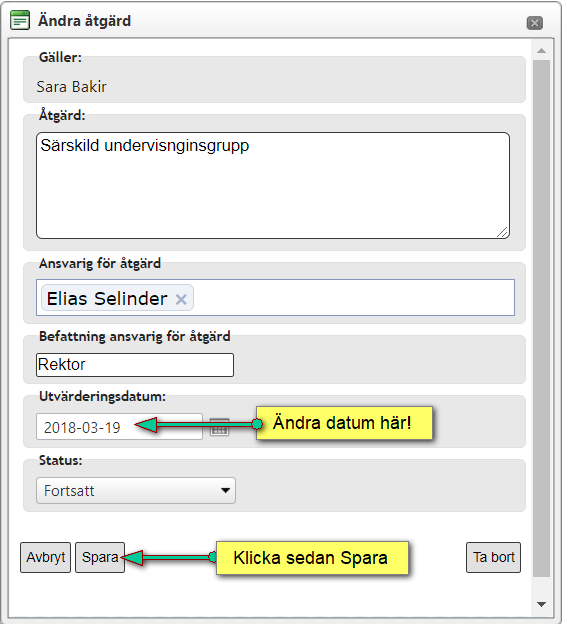 Ändra åtgärd
Gäller:
Sara Bakir
Åtgärd:
Särskild undervisnginsgrupp
Ansvarig för åtgärd
Elias Selinder
Befattning ansvarig för åtgärd
Rektor
Utvärderingsdatum:
2018-03-19
Ändra datum här!
Status:
Fortsatt
Avbryt Spara Klicka sedan Spara Ta bort